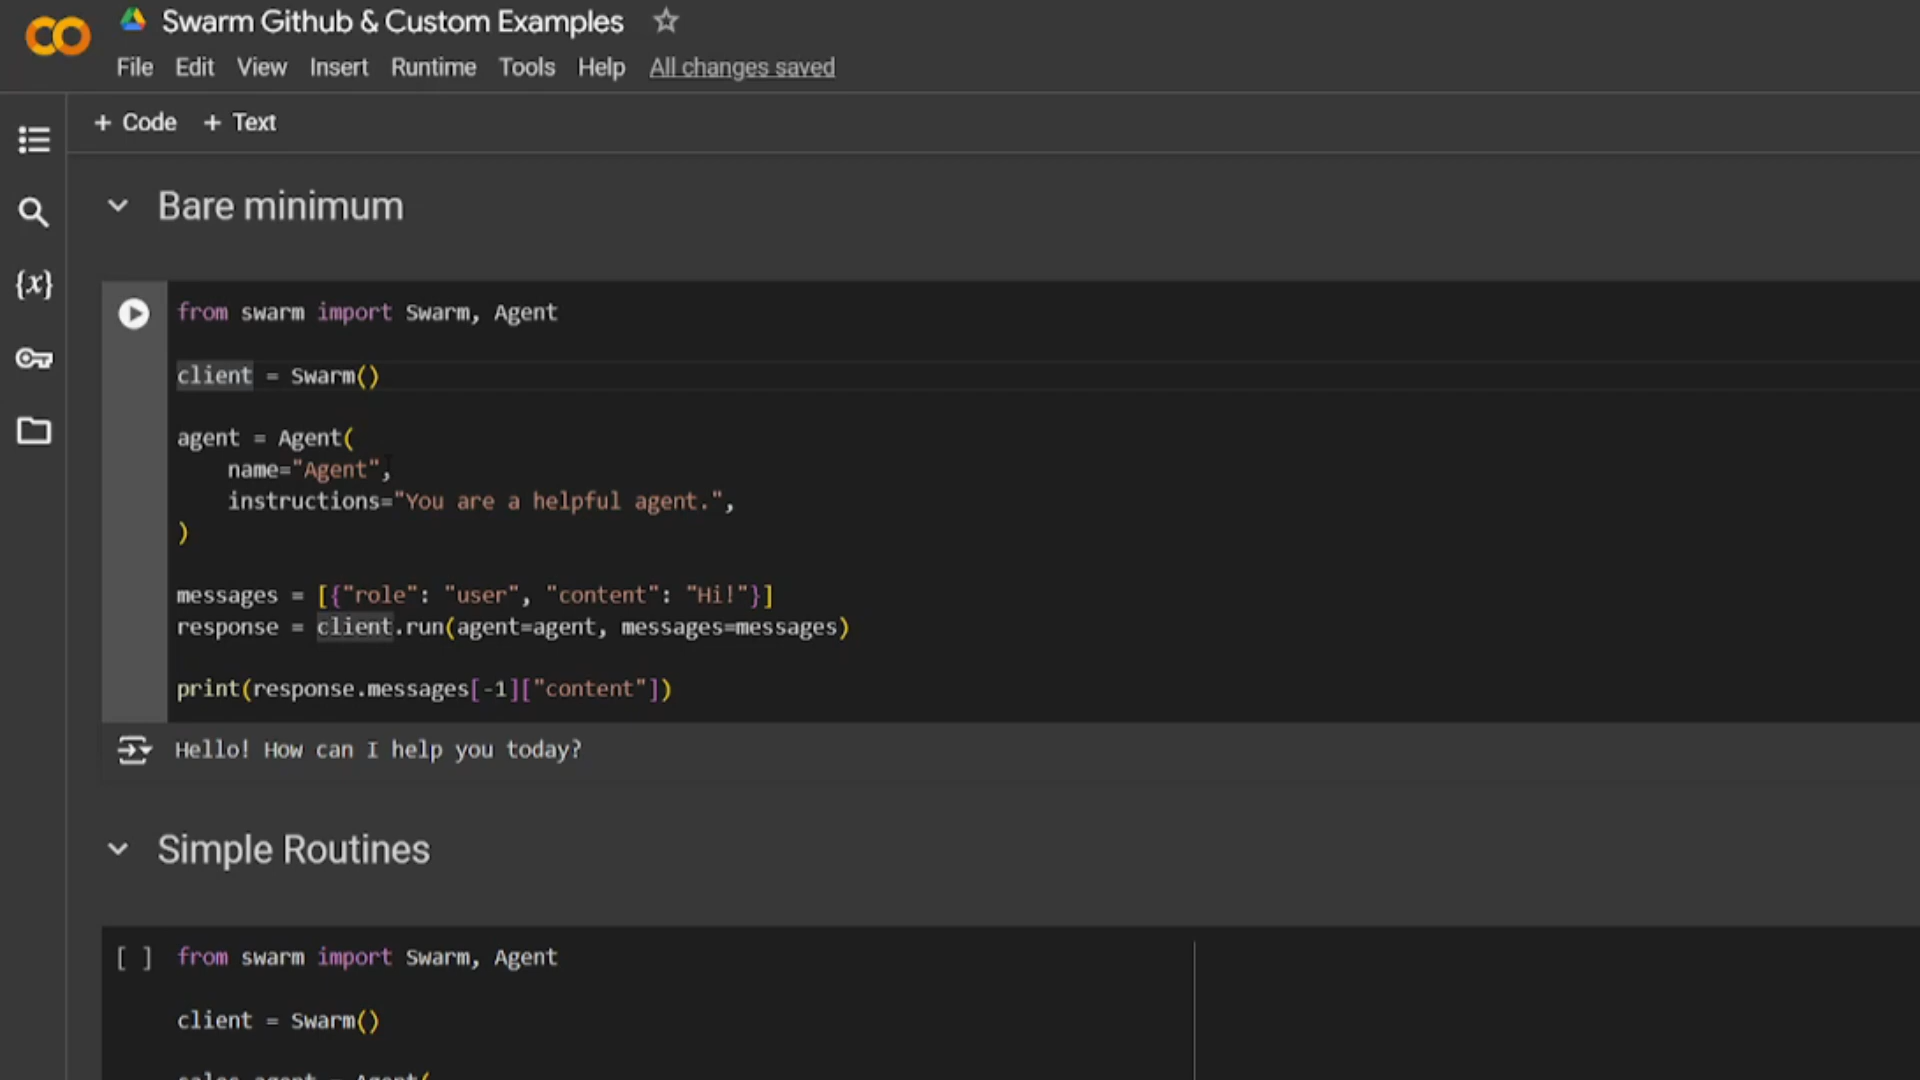 Swarm Github & Custom Examples
File Edit View Insert Runtime Tools Help All changes saved
+ Code + Text
Bare minimum
{x}
from swarm import Swarm, Agent
client = Swarm()
agent = Agent(
    name="Agent",
    instructions="You are a helpful agent.",
)
messages = [{"role": "user", "content": "Hi!"}]
response = client.run(agent=agent, messages=messages)
print(response.messages[-1]["content"])
Hello! How can I help you today?
Simple Routines
[ ] from swarm import Swarm, Agent
client = Swarm()
sales_agent = Agent(